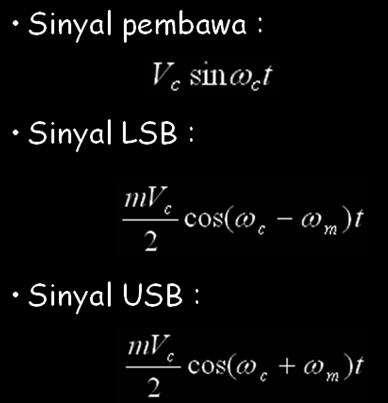 • Sinyal pembawa :
V_c sin ω_c t
• Sinyal LSB :
mV_c / 2 cos(ω_c − ω_m)t
• Sinyal USB :
mV_c / 2 cos(ω_c + ω_m)t